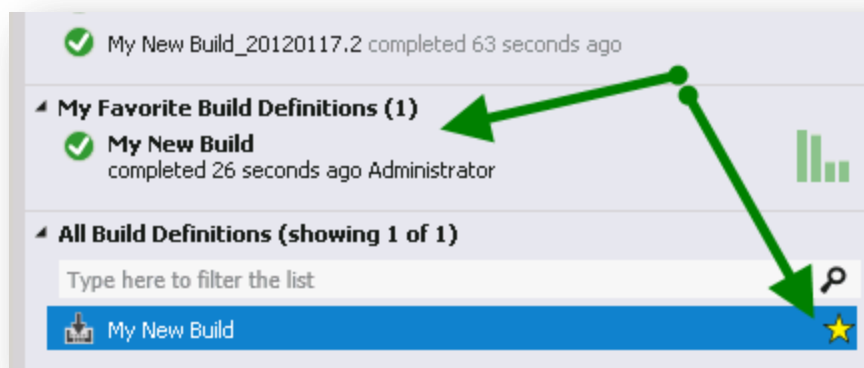 My New Build_20120117.2 completed 63 seconds ago
My Favorite Build Definitions (1)
My New Build
completed 26 seconds ago Administrator
All Build Definitions (showing 1 of 1)
Type here to filter the list
My New Build